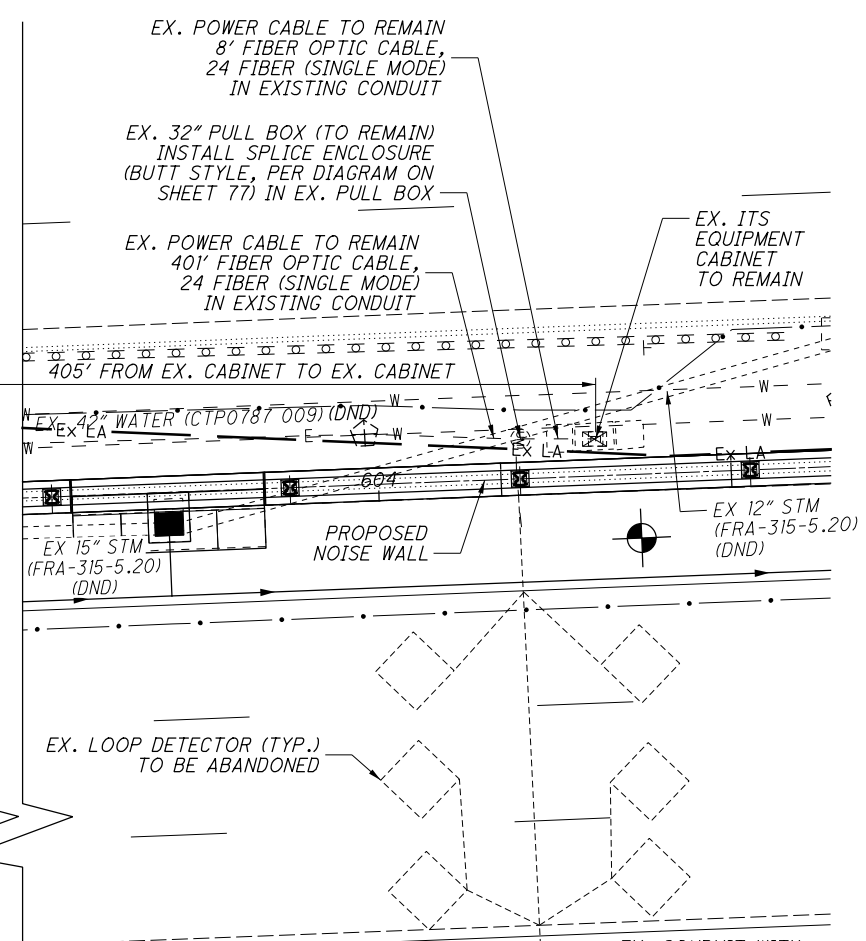 EX. POWER CABLE TO REMAIN
8' FIBER OPTIC CABLE,
24 FIBER (SINGLE MODE)
IN EXISTING CONDUIT
EX. 32" PULL BOX (TO REMAIN)
INSTALL SPLICE ENCLOSURE
(BUTT STYLE, PER DIAGRAM ON
SHEET 77) IN EX. PULL BOX
EX. ITS
EQUIPMENT
CABINET
TO REMAIN
EX. POWER CABLE TO REMAIN
401' FIBER OPTIC CABLE,
24 FIBER (SINGLE MODE)
IN EXISTING CONDUIT
405' FROM EX. CABINET TO EX. CABINET
W
W
EX. 42" WATER (CTP0787 009)(DND)
W
Ex LA
E
W
W
Ex LA
Ex LA
604
PROPOSED
NOISE WALL
EX 12" STM
(FRA-315-5.20)
(DND)
EX 15" STM
(FRA-315-5.20)
(DND)
EX. LOOP DETECTOR (TYP.)
TO BE ABANDONED